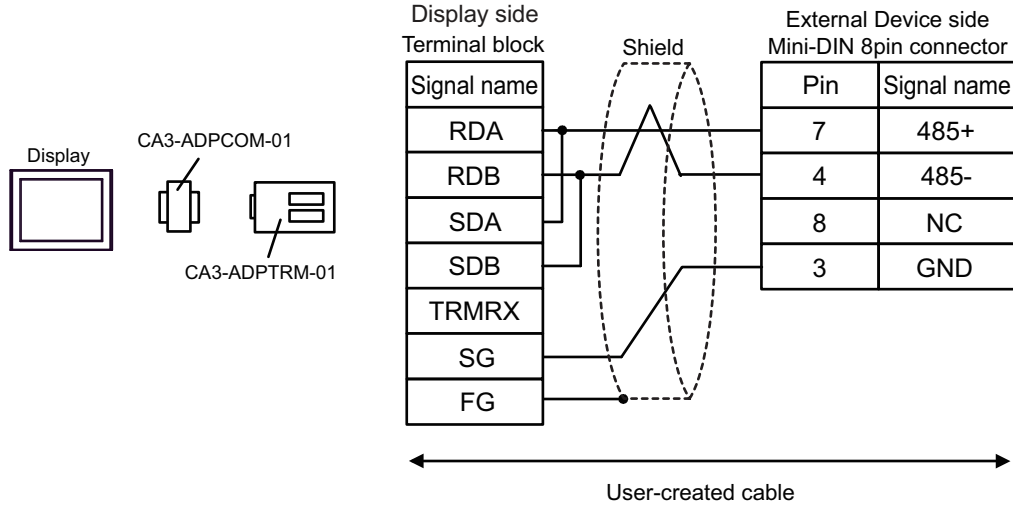 Display
CA3-ADPCOM-01
CA3-ADPTRM-01
Display side
Terminal block
Shield
External Device side
Mini-DIN 8pin connector
Signal name
RDA
RDB
SDA
SDB
TRMRX
SG
FG
Pin Signal name
7 485+
4 485-
8 NC
3 GND
User-created cable